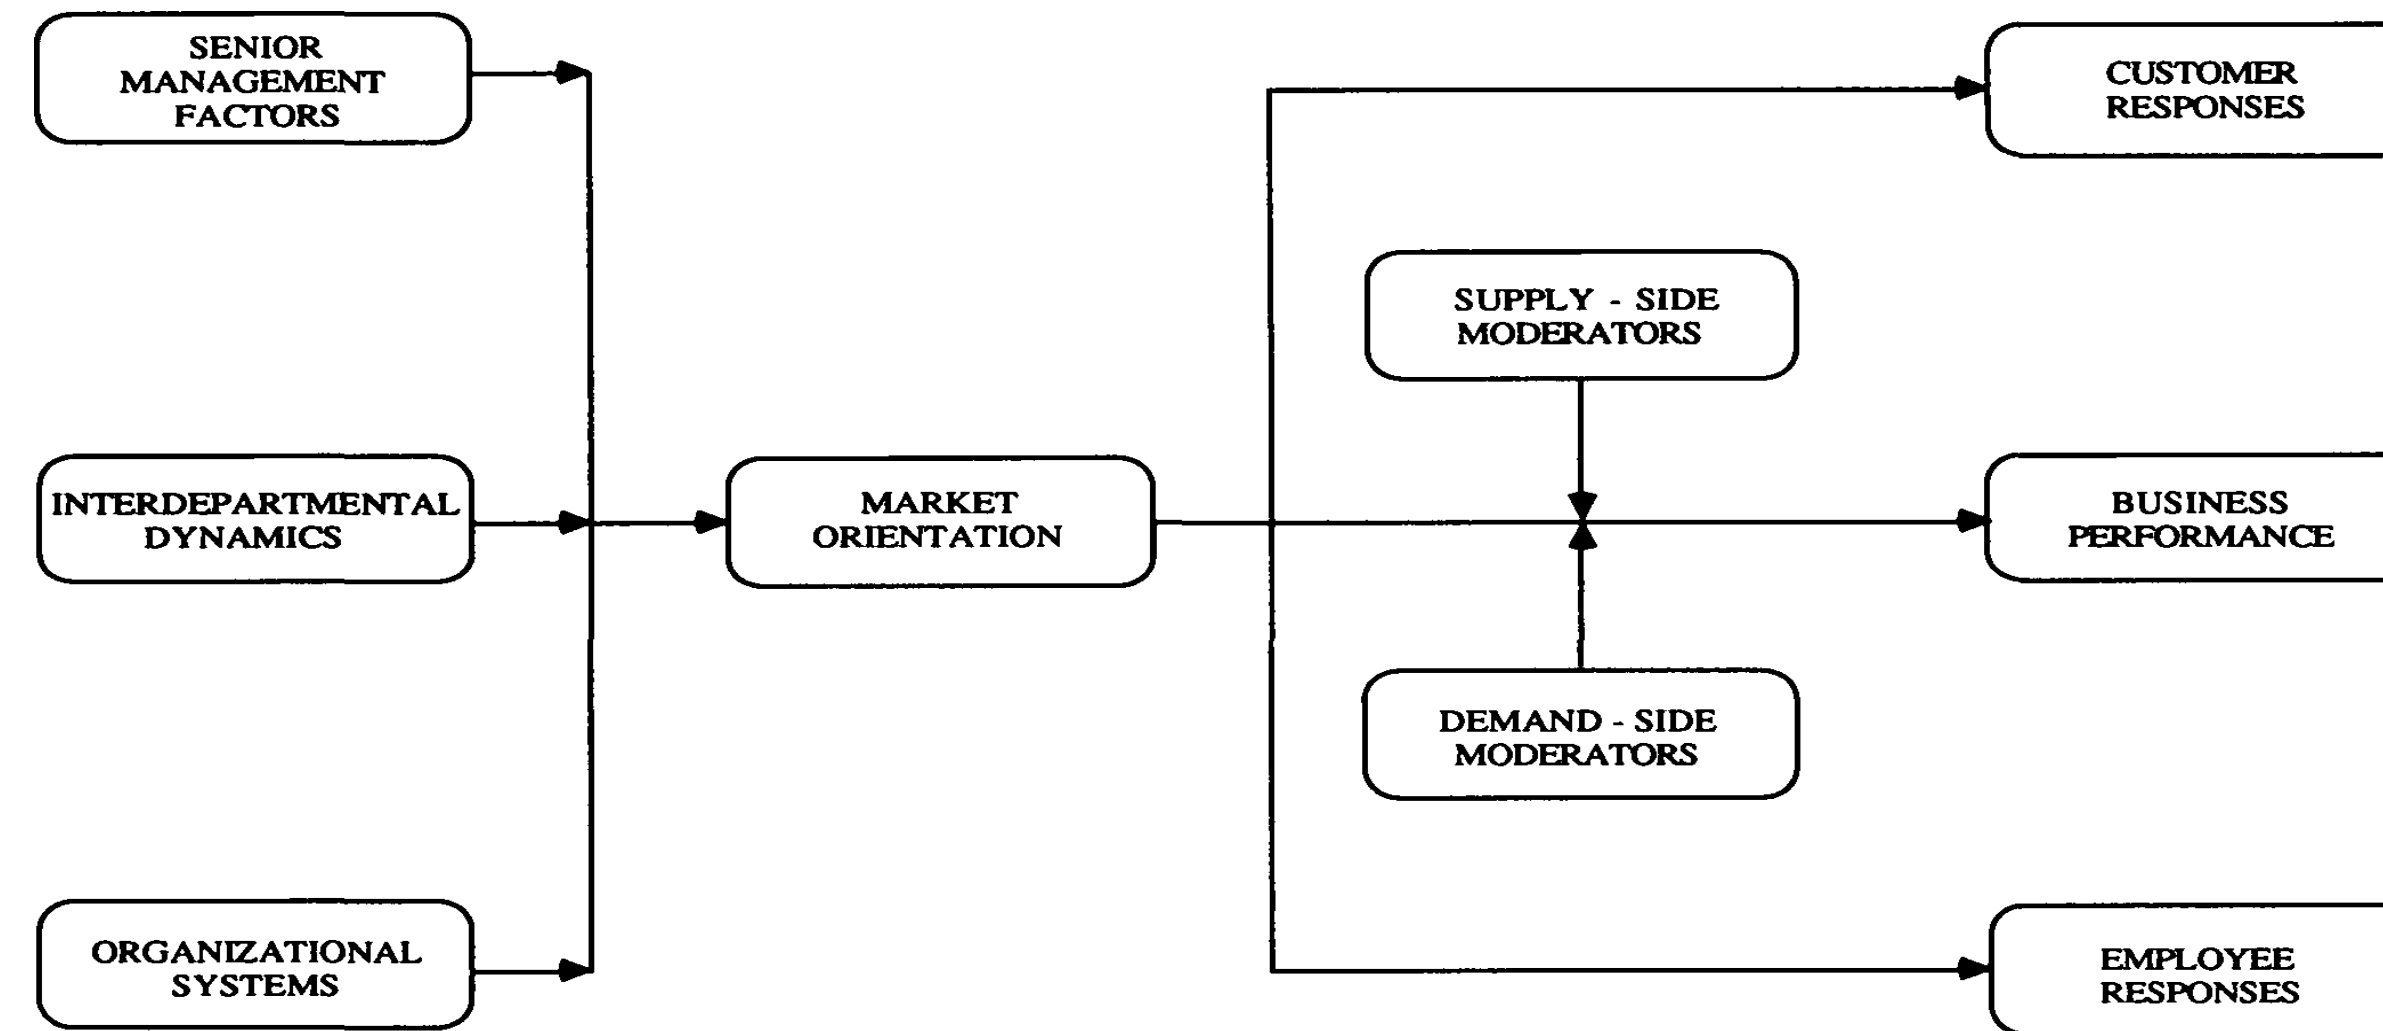 SENIOR
MANAGEMENT
FACTORS
CUSTOMER
RESPONSES
SUPPLY - SIDE
MODERATORS
INTERDEPARTMENTAL
DYNAMICS
MARKET
ORIENTATION
BUSINESS
PERFORMANCE
DEMAND - SIDE
MODERATORS
ORGANIZATIONAL
SYSTEMS
EMPLOYEE
RESPONSES